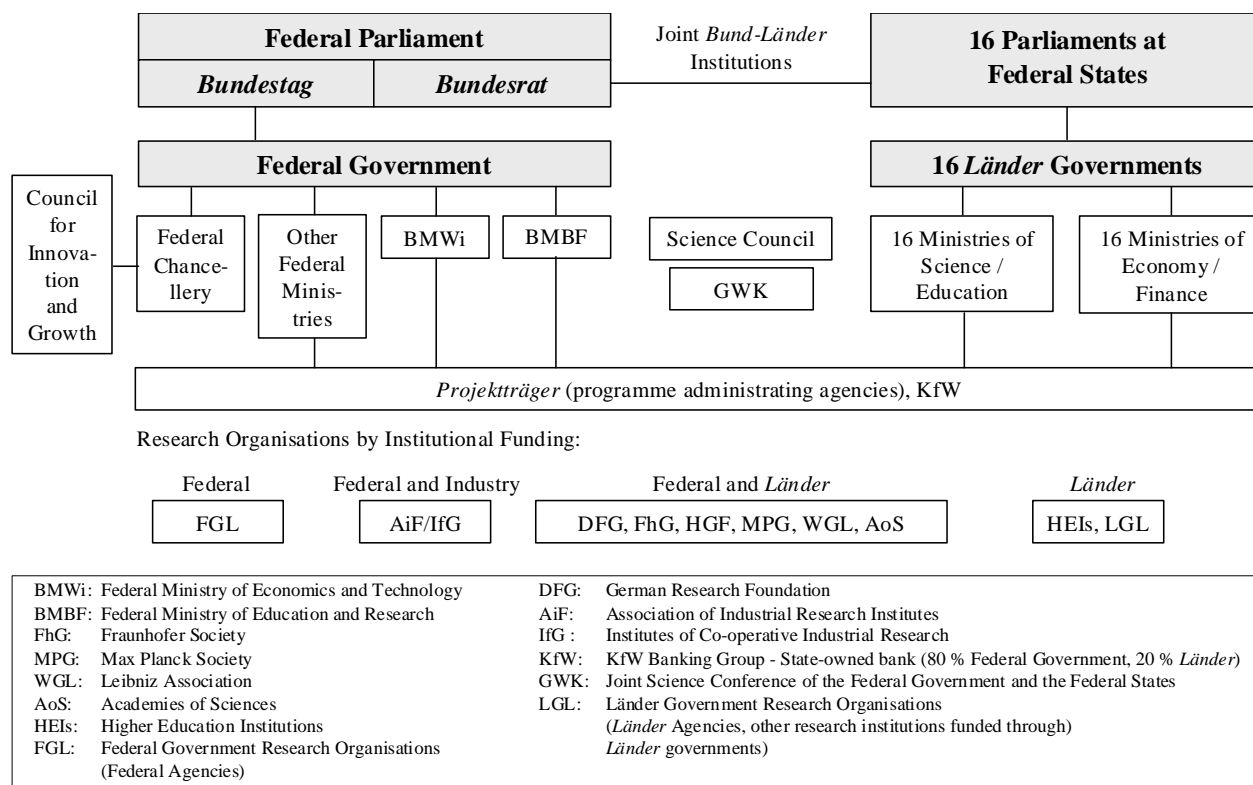 Federal Parliament
Bundestag
Bundesrat
Joint Bund-Länder
Institutions
16 Parliaments at
Federal States
Federal Government
16 Länder Governments
Council
for
Innova-
tion
and
Growth
Federal
Chance-
llery
Other
Federal
Minis-
tries
BMWi
BMBF
Science Council
GWK
16 Ministries of
Science /
Education
16 Ministries of
Economy /
Finance
Projektträger (programme administrating agencies), KfW
Research Organisations by Institutional Funding:
Federal
FGL
Federal and Industry
AiF/IfG
Federal and Länder
DFG, FhG, HGF, MPG, WGL, AoS
Länder
HEIs, LGL
BMWi: Federal Ministry of Economics and Technology
BMBF: Federal Ministry of Education and Research
FhG: Fraunhofer Society
MPG: Max Planck Society
WGL: Leibniz Association
AoS: Academies of Sciences
HEIs: Higher Education Institutions
FGL: Federal Government Research Organisations
(Federal Agencies)
DFG: German Research Foundation
AiF: Association of Industrial Research Institutes
IfG : Institutes of Co-operative Industrial Research
KfW: KfW Banking Group - State-owned bank (80 % Federal Government, 20 % Länder)
GWK: Joint Science Conference of the Federal Government and the Federal States
LGL: Länder Government Research Organisations
(Länder Agencies, other research institutions funded through)
Länder governments)